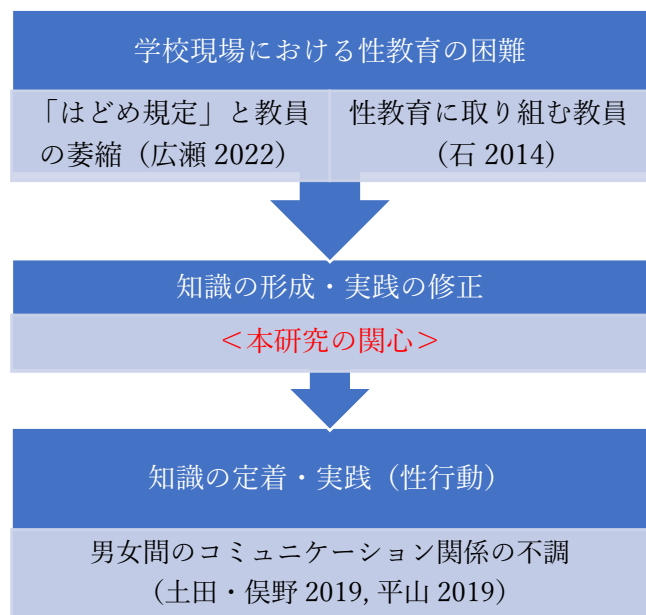 学校現場における性教育の困難
「はどめ規定」と教員
の萎縮（広瀬 2022）
性教育に取り組む教員
（石 2014）
知識の形成・実践の修正
＜本研究の関心＞
知識の定着・実践（性行動）
男女間のコミュニケーション関係の不調
（土田・俣野 2019, 平山 2019）